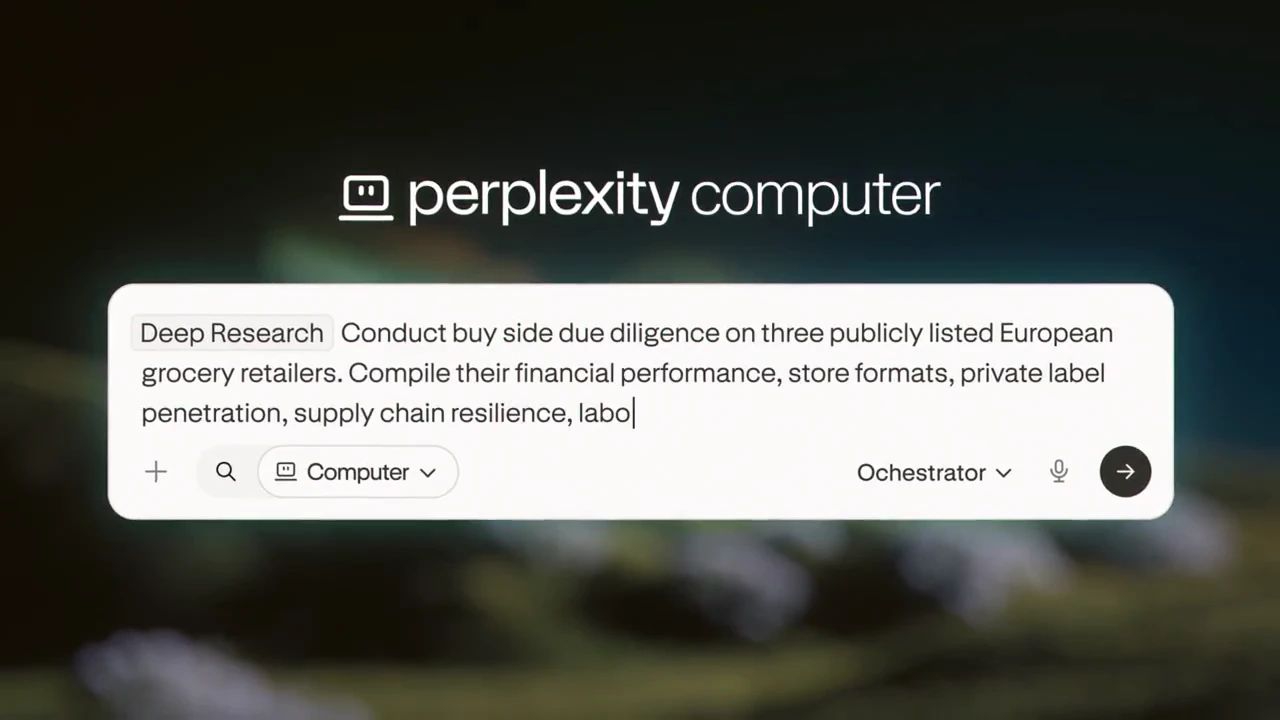 perplexity computer
Deep Research Conduct buy side due diligence on three publicly listed European
grocery retailers. Compile their financial performance, store formats, private label
penetration, supply chain resilience, labo
Computer
Ochestrator